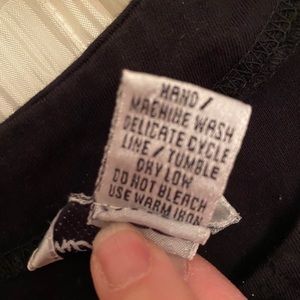 HAND/
MACHINE WASH
DELICATE CYCLE
LINE / TUMBLE
DRY LOW
DO NOT BLEACH
USE WARM IRON